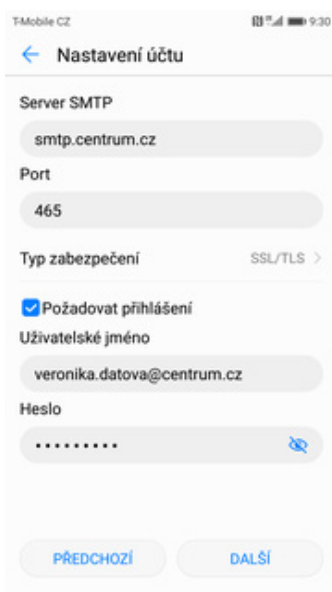 T-Mobile CZ 9:30
Nastavení účtu
Server SMTP
smtp.centrum.cz
Port
465
Typ zabezpečení SSL/TLS
Požadovat přihlášení
Uživatelské jméno
veronika.datova@centrum.cz
Heslo
•••••••••
PŘEDCHOZÍ DALŠÍ